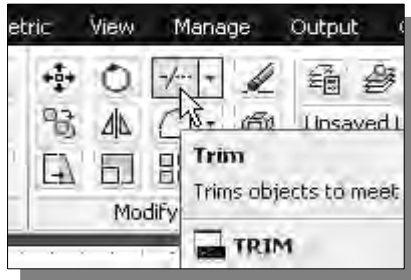 etric View Manage Output
Unsaved L
Trim
Trims objects to meet
Modify
TRIM